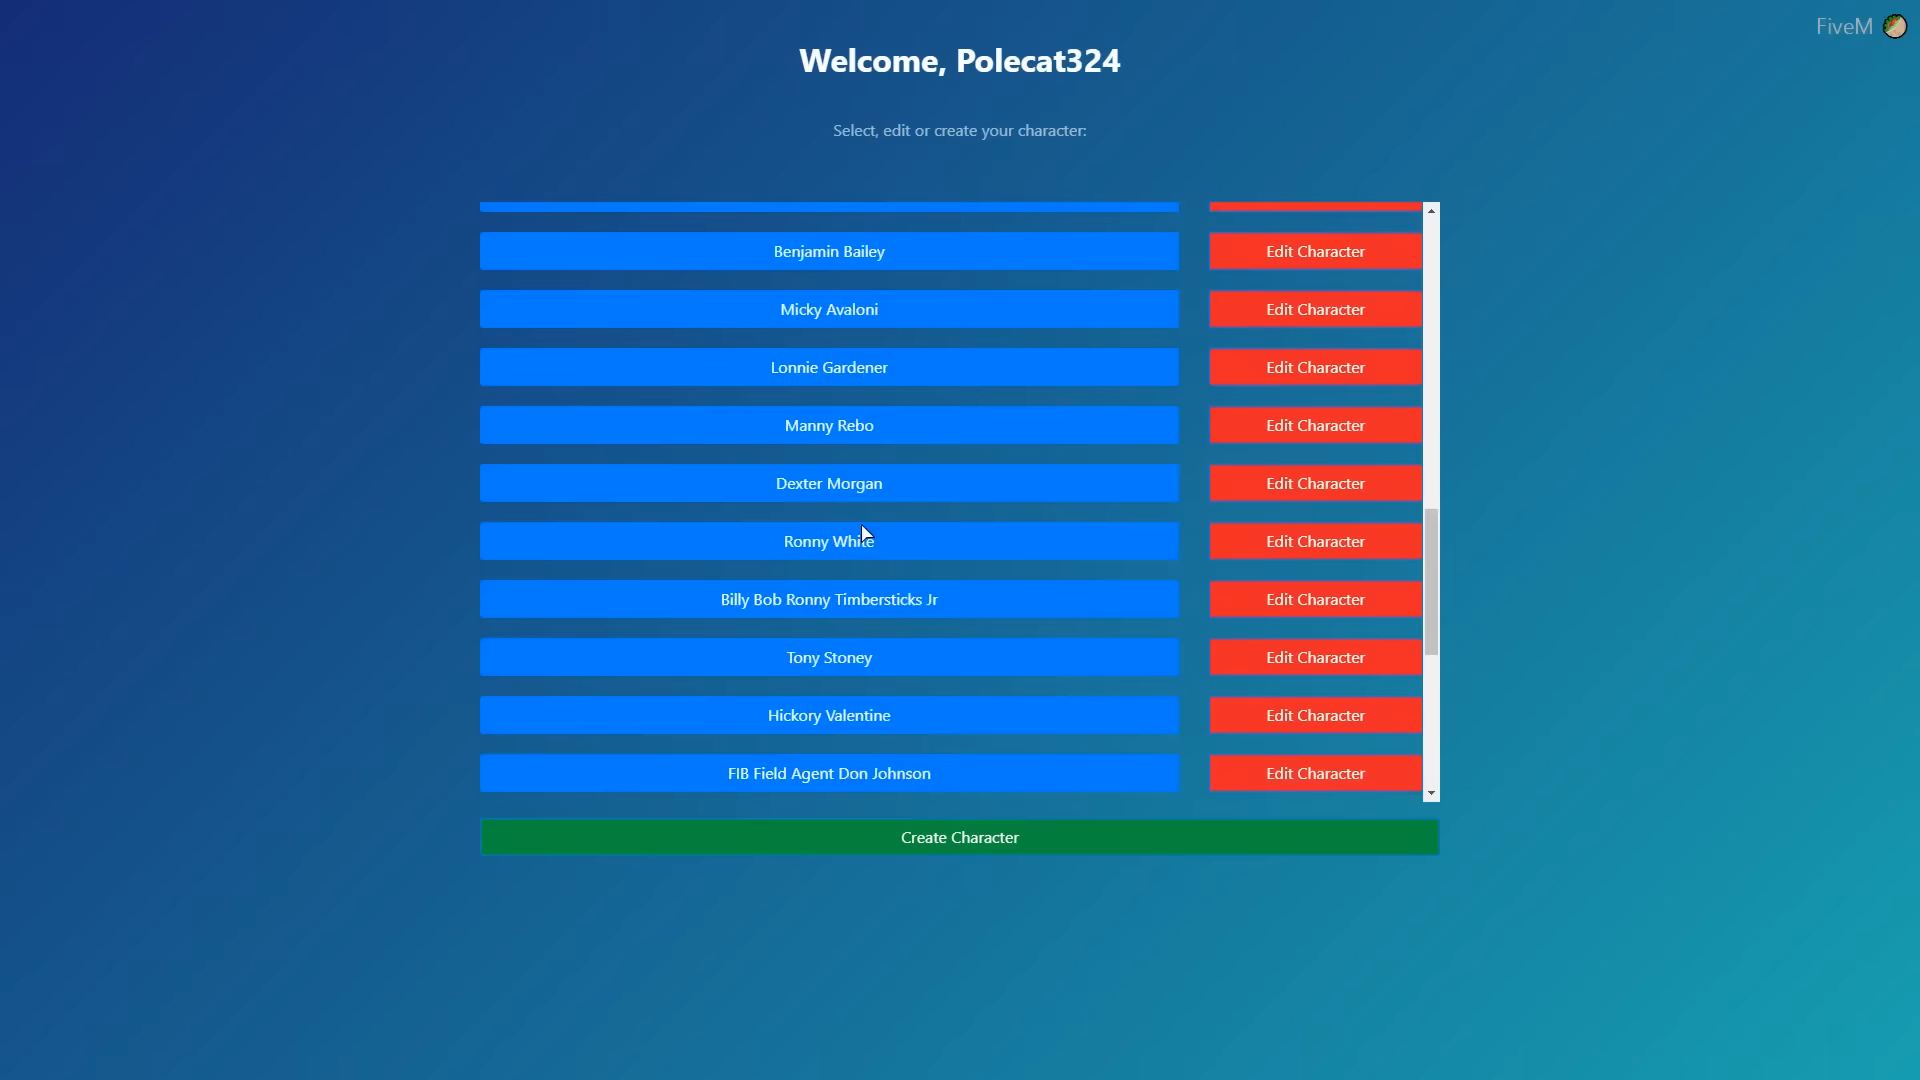 FiveM
Welcome, Polecat324
Select, edit or create your character:
Benjamin Bailey Edit Character
Micky Avaloni Edit Character
Lonnie Gardener Edit Character
Manny Rebo Edit Character
Dexter Morgan Edit Character
Ronny White Edit Character
Billy Bob Ronny Timbersticks Jr Edit Character
Tony Stoney Edit Character
Hickory Valentine Edit Character
FIB Field Agent Don Johnson Edit Character
Create Character